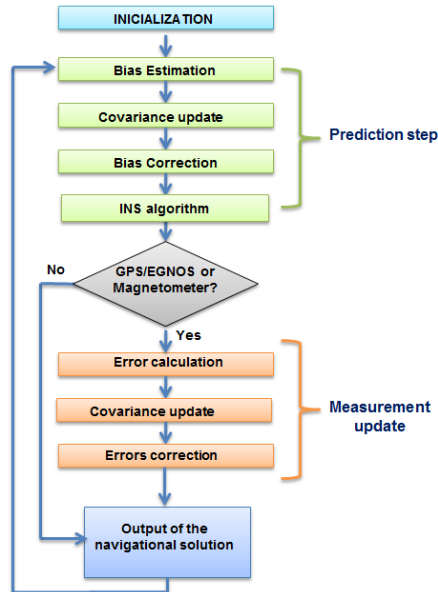 INICIALIZATION
Bias Estimation
Covariance update
Bias Correction
INS algorithm
Prediction step
No
GPS/EGNOS or
Magnetometer?
Yes
Error calculation
Covariance update
Errors correction
Measurement
update
Output of the
navigational solution